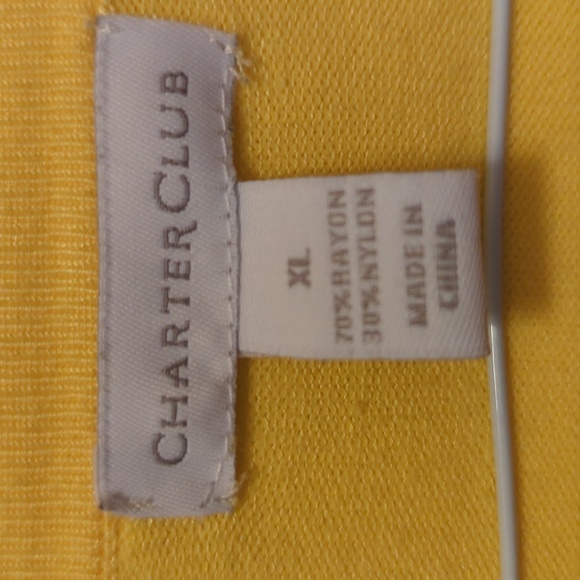 CHARTER CLUB
XL
70%RAYON
30%NYLON
MADE IN
CHINA